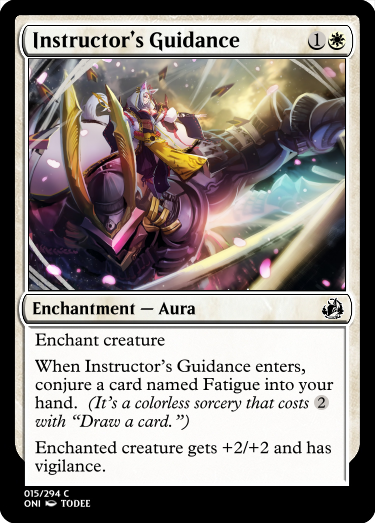 Instructor's Guidance 1
Enchantment — Aura
Enchant creature
When Instructor's Guidance enters,
conjure a card named Fatigue into your
hand. (It's a colorless sorcery that costs 2
with “Draw a card.”)
Enchanted creature gets +2/+2 and has
vigilance.
015/294 C
ONI TODEE